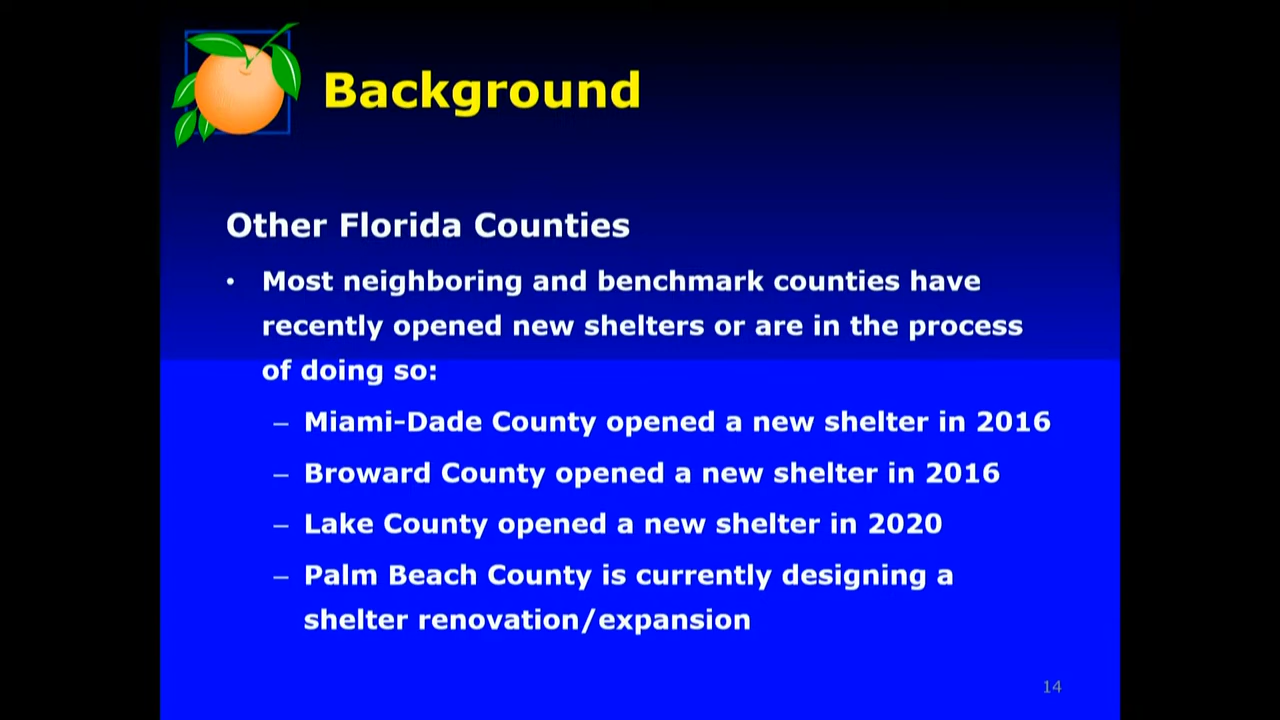 Background
Other Florida Counties
• Most neighboring and benchmark counties have
recently opened new shelters or are in the process
of doing so:
– Miami-Dade County opened a new shelter in 2016
– Broward County opened a new shelter in 2016
– Lake County opened a new shelter in 2020
– Palm Beach County is currently designing a
shelter renovation/expansion
14